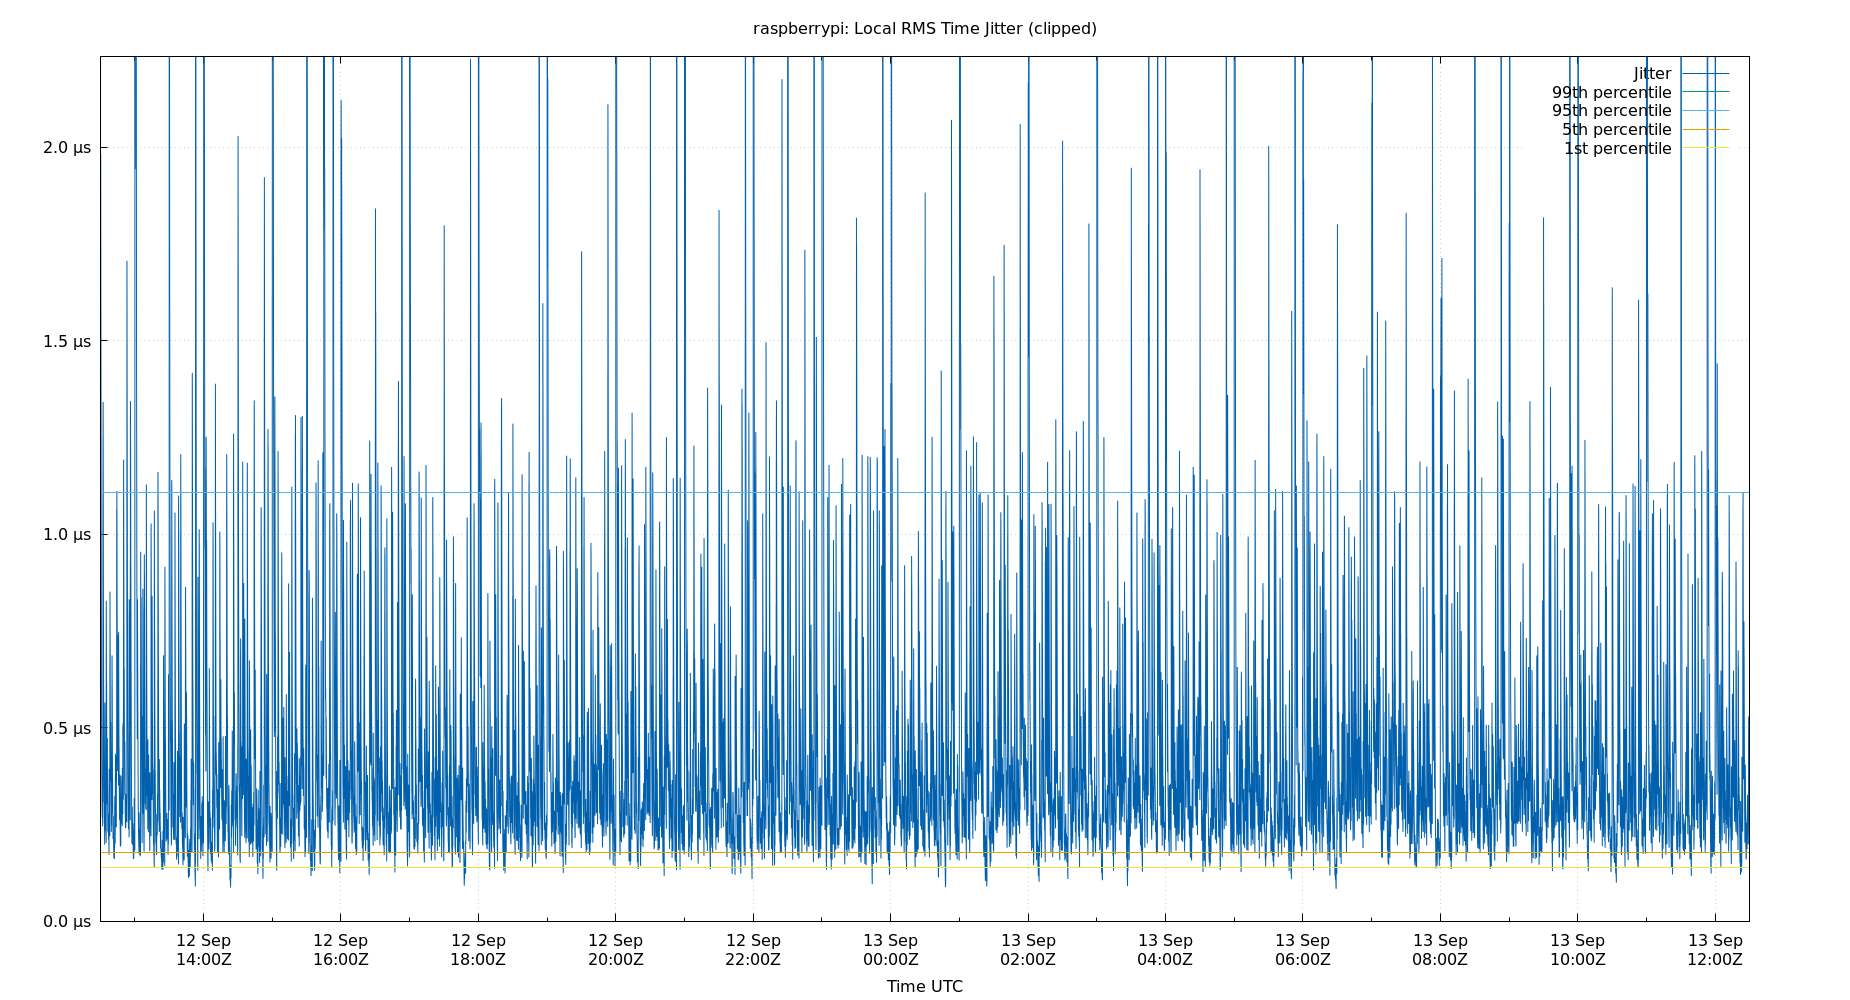 raspberrypi: Local RMS Time Jitter (clipped)
Jitter
99th percentile
95th percentile
5th percentile
1st percentile
2.0 µs
1.5 µs
1.0 µs
0.5 µs
0.0 µs
12 Sep 12 Sep 12 Sep 12 Sep 12 Sep 13 Sep 13 Sep 13 Sep 13 Sep 13 Sep 13 Sep 13 Sep
14:00Z 16:00Z 18:00Z 20:00Z 22:00Z 00:00Z 02:00Z 04:00Z 06:00Z 08:00Z 10:00Z 12:00Z
Time UTC